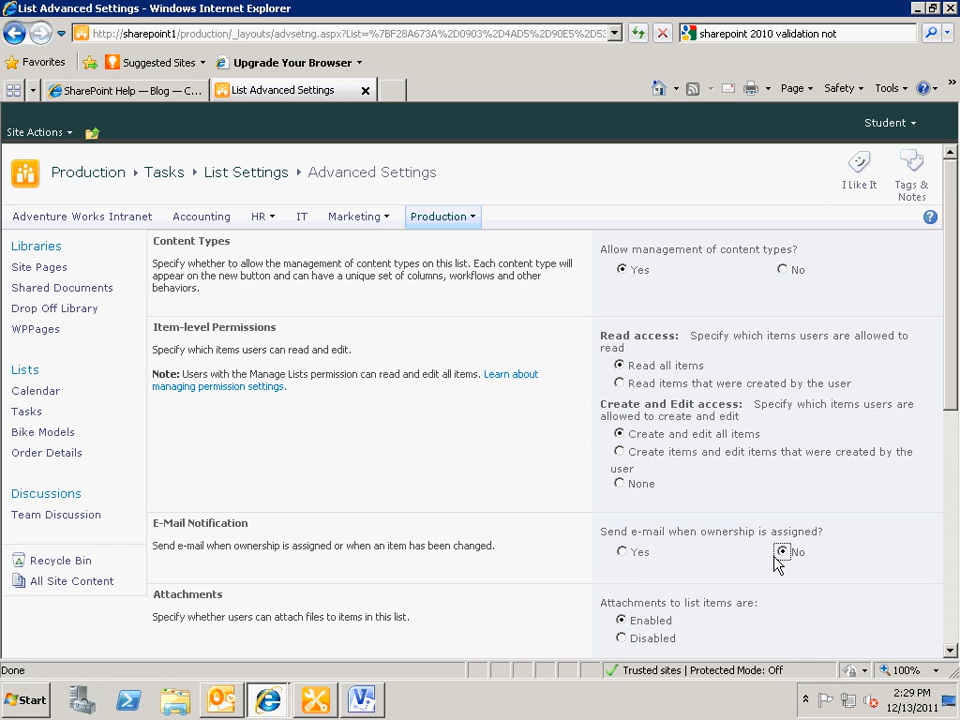 List Advanced Settings - Windows Internet Explorer
http://sharepoint1/production/_layouts/advsetng.aspx?List=%7BF28A673A%2D0903%2D4AD5%2D90E5%2D53
sharepoint 2010 validation not
Favorites
Suggested Sites
Upgrade Your Browser
SharePoint Help — Blog — C...
List Advanced Settings
Page
Safety
Tools
Student
Site Actions
Production
Tasks
List Settings
Advanced Settings
I Like It
Tags & Notes
Adventure Works Intranet
Accounting
HR
IT
Marketing
Production
Libraries
Site Pages
Shared Documents
Drop Off Library
WPPages
Lists
Calendar
Tasks
Bike Models
Order Details
Discussions
Team Discussion
Recycle Bin
All Site Content
Content Types
Specify whether to allow the management of content types on this list. Each content type will
appear on the new button and can have a unique set of columns, workflows and other
behaviors.
Allow management of content types?
Yes
No
Item-level Permissions
Specify which items users can read and edit.
Note: Users with the Manage Lists permission can read and edit all items. Learn about
managing permission settings.
Read access: Specify which items users are allowed to
read
Read all items
Read items that were created by the user
Create and Edit access: Specify which items users are
allowed to create and edit
Create and edit all items
Create items and edit items that were created by the
user
None
E-Mail Notification
Send e-mail when ownership is assigned or when an item has been changed.
Send e-mail when ownership is assigned?
Yes
No
Attachments
Specify whether users can attach files to items in this list.
Attachments to list items are:
Enabled
Disabled
Done
Trusted sites | Protected Mode: Off
100%
Start
2:29 PM
12/13/2011